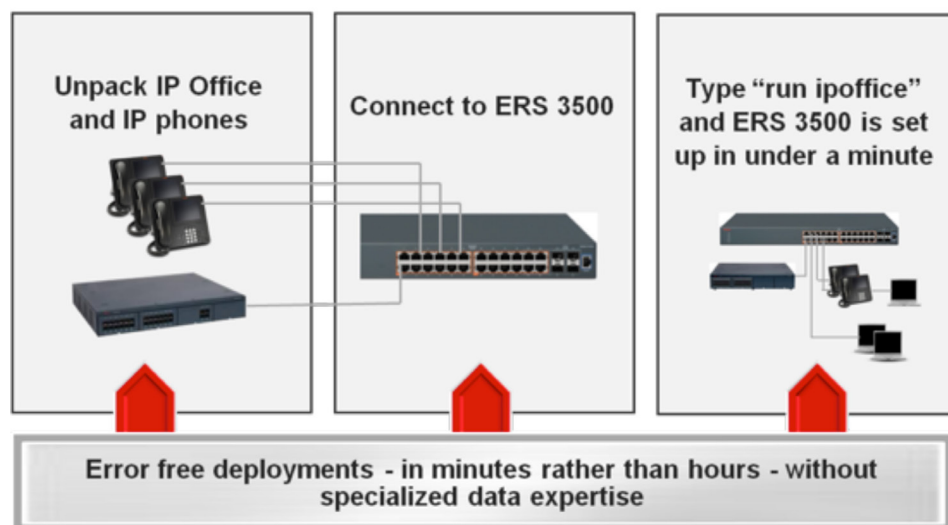 Unpack IP Office
and IP phones
Connect to ERS 3500
Type “run ipoffice”
and ERS 3500 is set
up in under a minute
Error free deployments - in minutes rather than hours - without
specialized data expertise